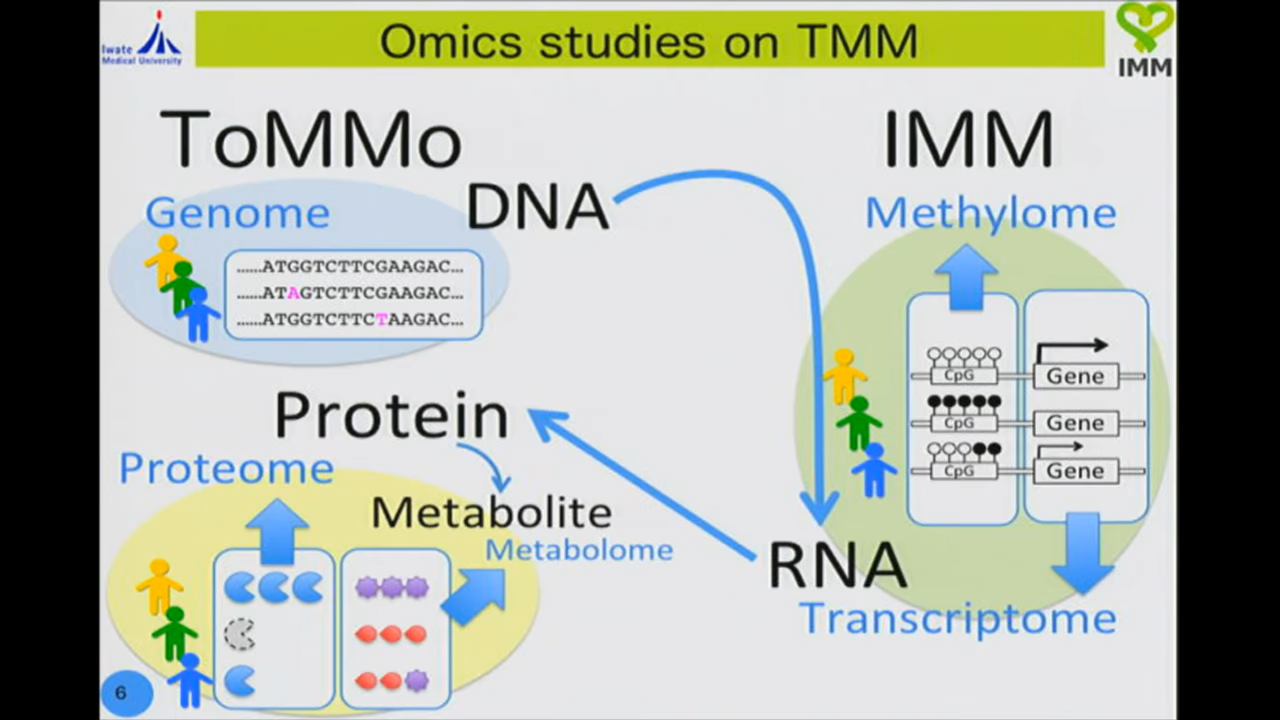 Iwate
Medical University
Omics studies on TMM
IMM
ToMMo
IMM
DNA
Genome
Methylome
......ATGGTCTTCGAAGAC...
......ATAGTCTTCGAAGAC...
......ATGGTCTTCTAAGAC...
CpG
Gene
CpG
Gene
CpG
Gene
Protein
Proteome
Metabolite
Metabolome
RNA
Transcriptome
6